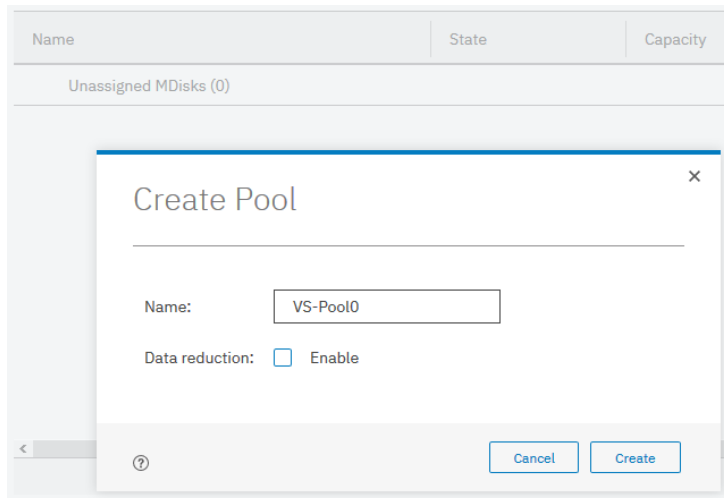 Name State Capacity
Unassigned MDisks (0)
Create Pool
Name: VS-Pool0
Data reduction: Enable
Cancel Create